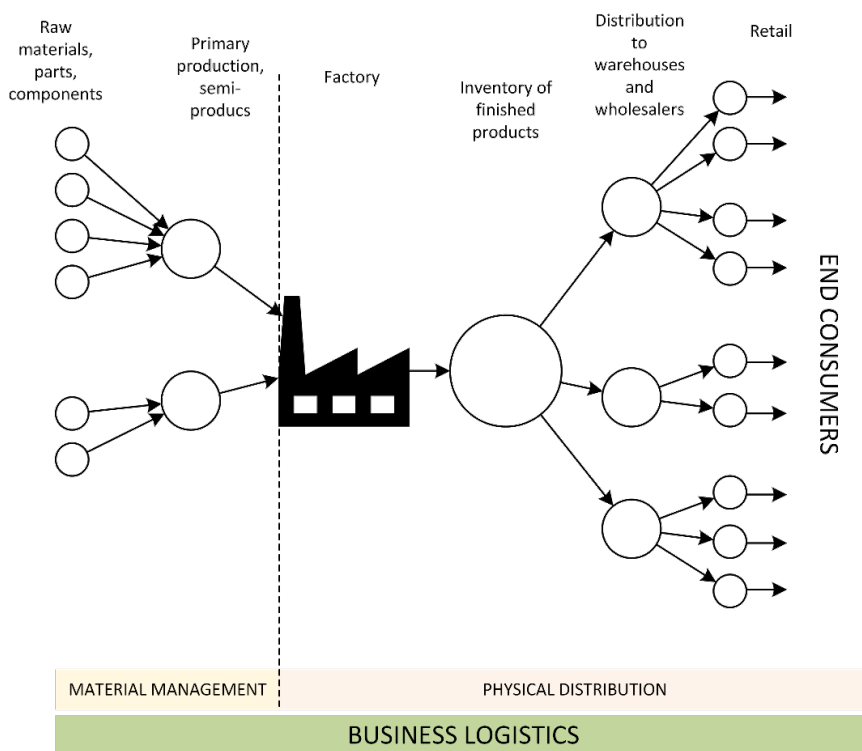 Raw
materials,
parts,
components
Primary
production,
semi-
producs
Factory
Inventory of
finished
products
Distribution
to
warehouses
and
wholesalers
Retail
END CONSUMERS
MATERIAL MANAGEMENT
PHYSICAL DISTRIBUTION
BUSINESS LOGISTICS